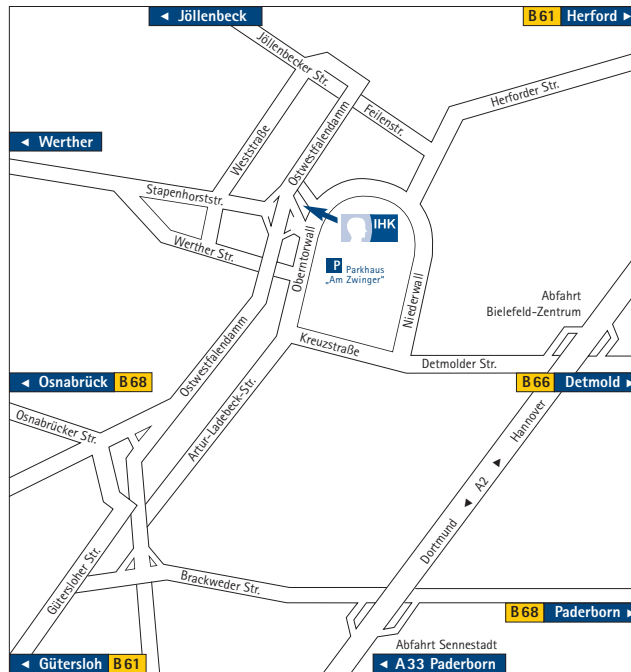 ◄ Jöllenbeck
B 61 Herford ►
Jöllenbecker Str.
Herforder Str.
Feilenstr.
◄ Werther
Weststraße
Ostwestfalendamm
Stapenhorststr.
IHK
Werther Str.
Oberntorwall
P Parkhaus
„Am Zwinger"
Niederwall
Abfahrt
Bielefeld-Zentrum
Kreuzstraße
Detmolder Str.
◄ Osnabrück B 68
Ostwestfalendamm
B 66 Detmold ►
Osnabrücker Str.
Artur-Ladebeck-Str.
Hannover
◄ A2 ►
Dortmund
Gütersloher Str.
Brackweder Str.
B 68 Paderborn ►
Abfahrt Sennestadt
◄ Gütersloh B 61
◄ A 33 Paderborn